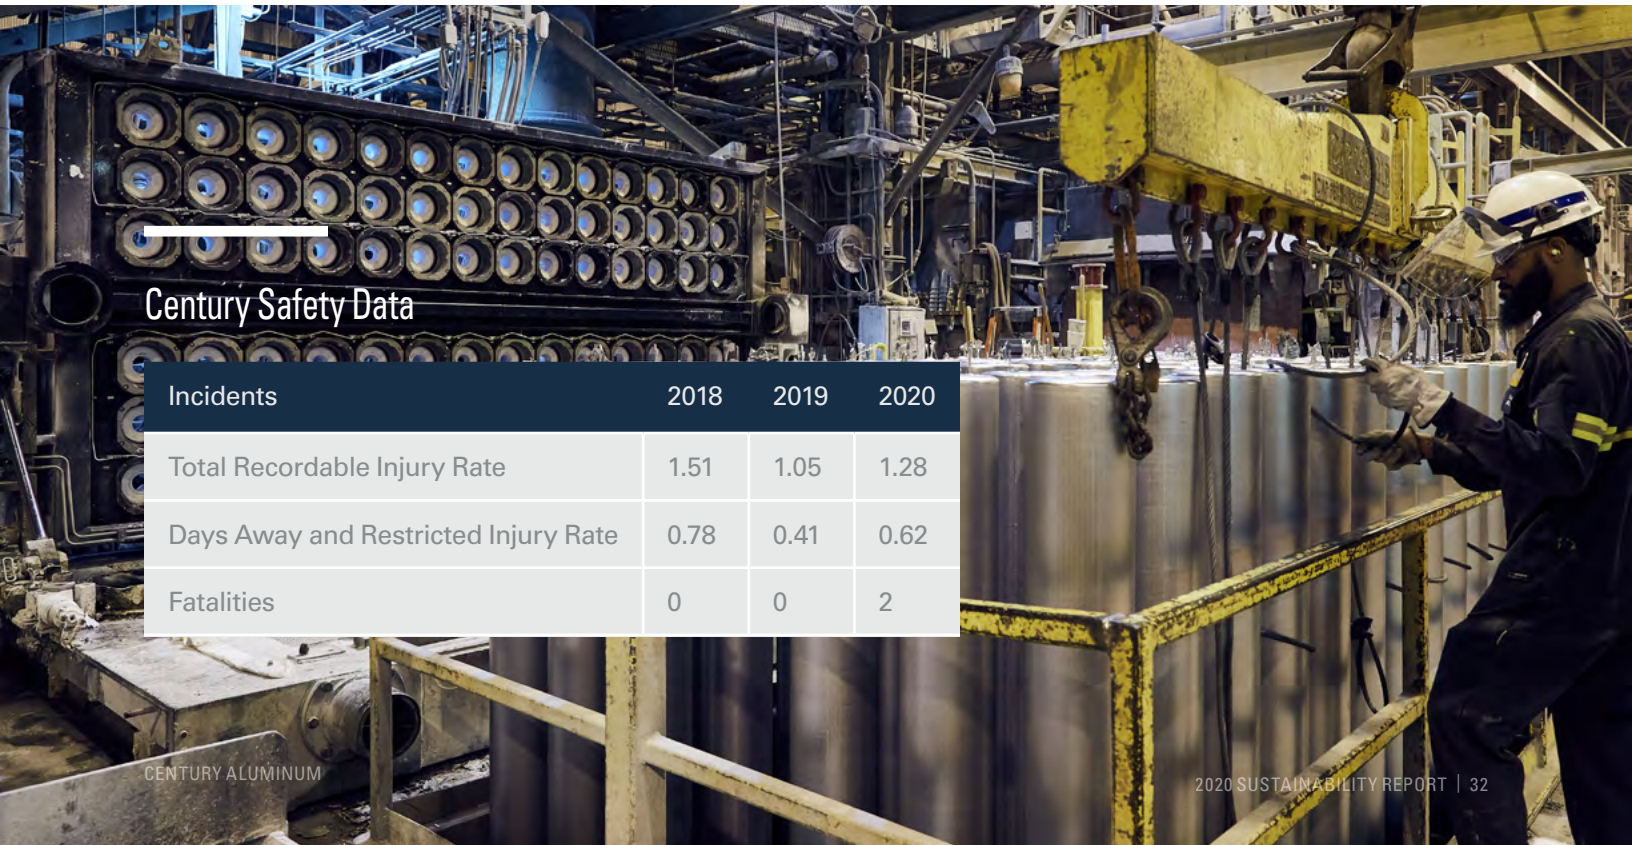 Century Safety Data
Incidents 2018 2019 2020
Total Recordable Injury Rate 1.51 1.05 1.28
Days Away and Restricted Injury Rate 0.78 0.41 0.62
Fatalities 0 0 2
CENTURY ALUMINUM
2020 SUSTAINABILITY REPORT | 32